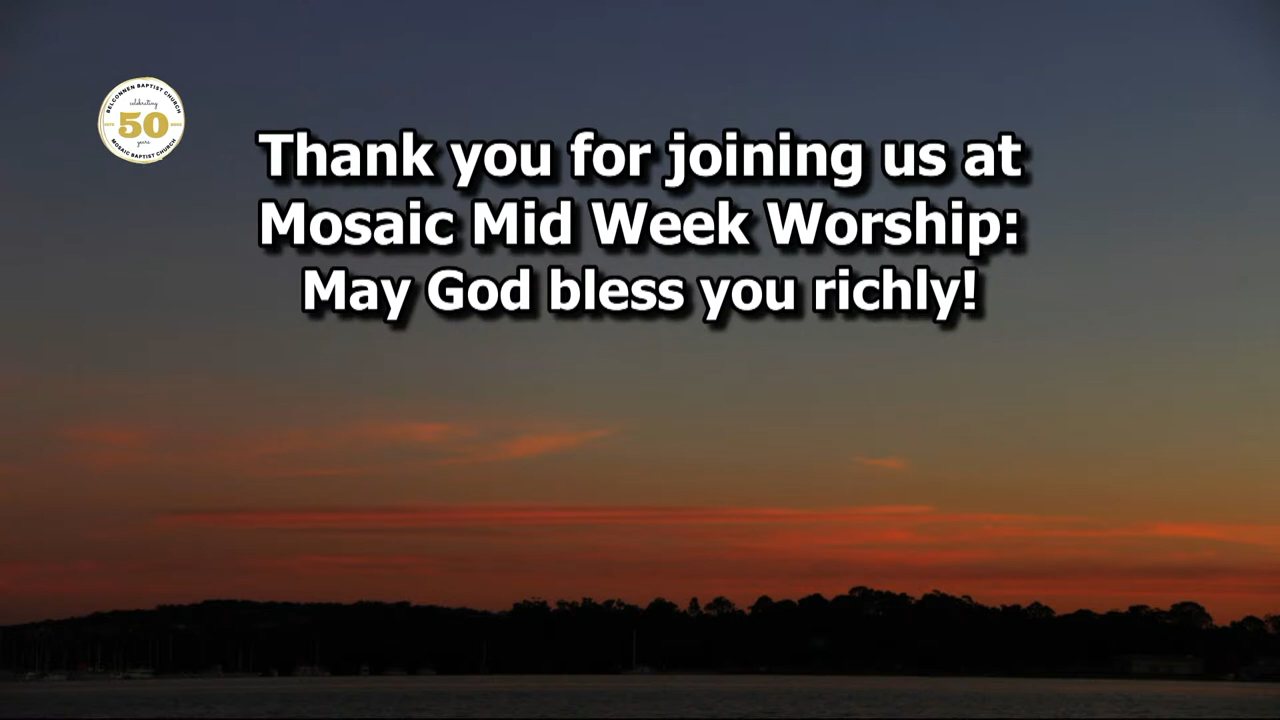 BELCONNEN BAPTIST CHURCH
celebrating
50
years
MOSAIC BAPTIST CHURCH
Thank you for joining us at
Mosaic Mid Week Worship:
May God bless you richly!